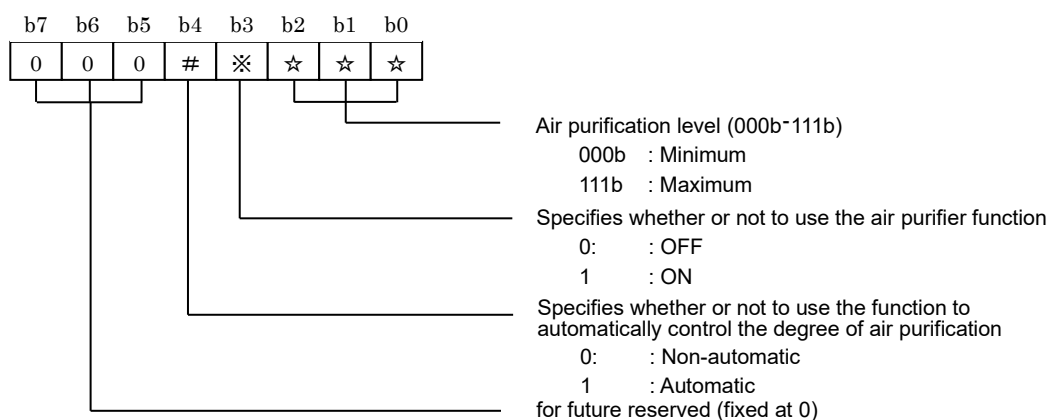 b7 b6 b5 b4 b3 b2 b1 b0
0 0 0 # ※ ☆ ☆ ☆
Air purification level (000b-111b)
000b : Minimum
111b : Maximum
Specifies whether or not to use the air purifier function
0: : OFF
1 : ON
Specifies whether or not to use the function to
automatically control the degree of air purification
0: : Non-automatic
1 : Automatic
for future reserved (fixed at 0)